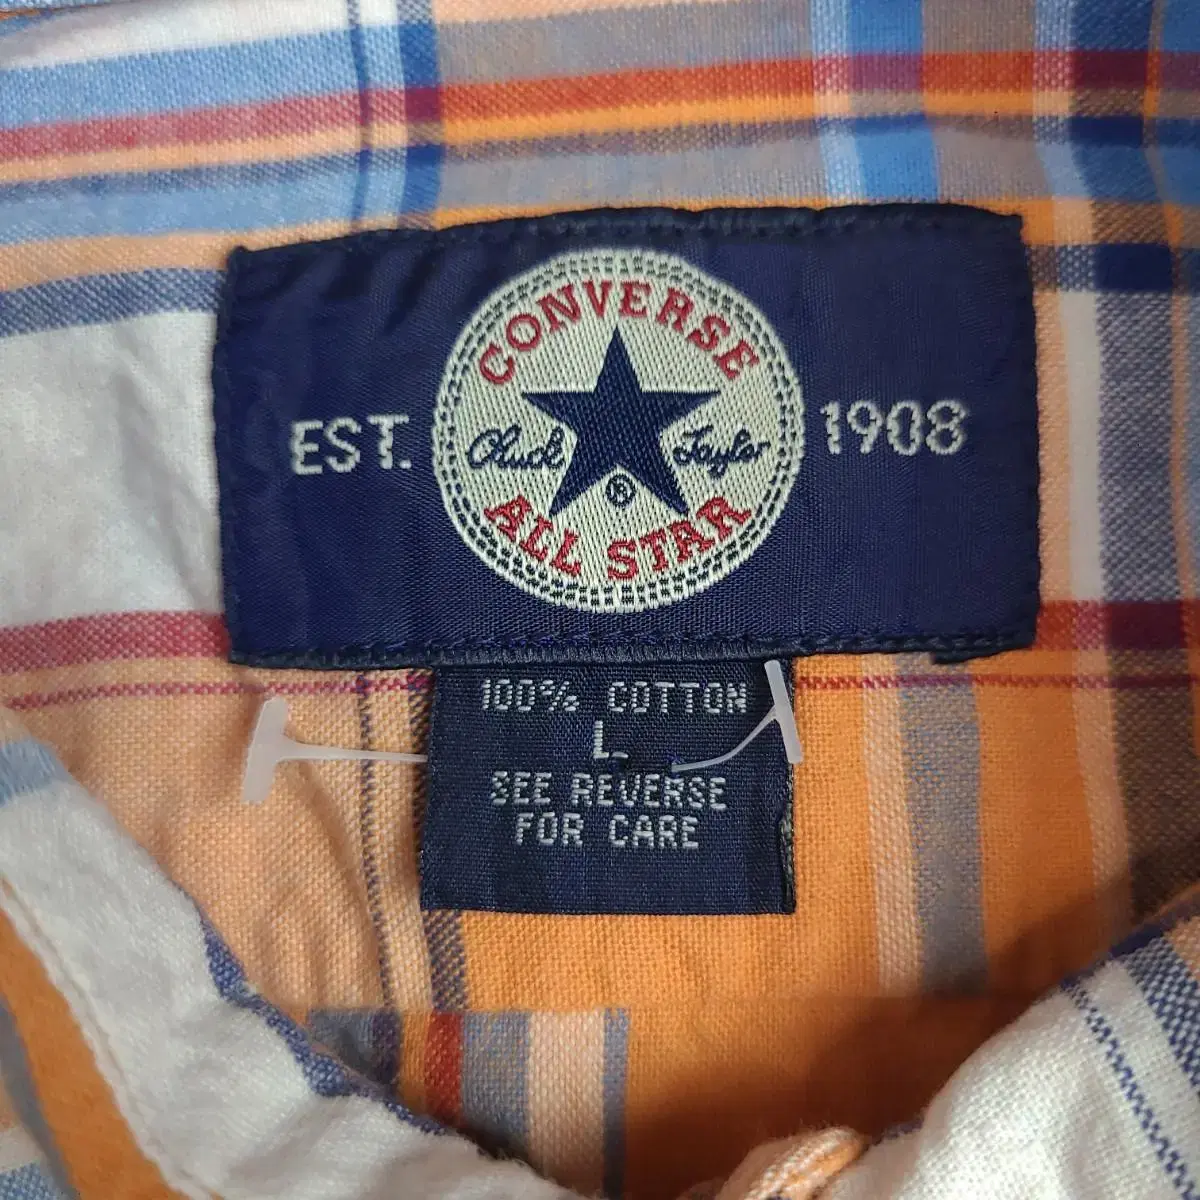 EST.
CONVERSE
Chuck Taylor
®
ALL STAR
1908
100% COTTON
L
SEE REVERSE
FOR CARE